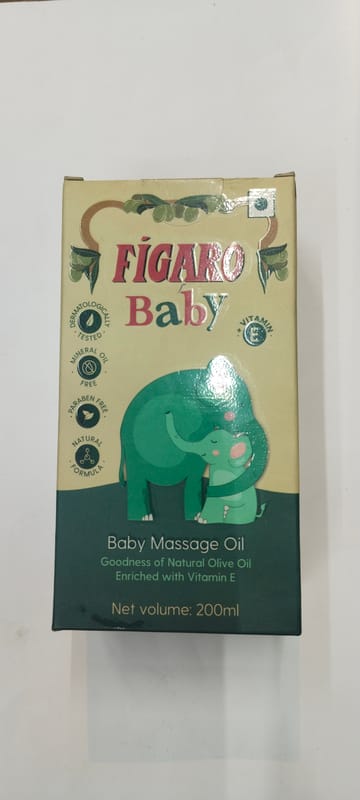 FÍGARO
Baby
DERMATOLOGICALLY
TESTED
+ VITAMIN
E
MINERAL OIL
FREE
PARABEN FREE
NATURAL
FORMULA
Baby Massage Oil
Goodness of Natural Olive Oil
Enriched with Vitamin E
Net volume: 200ml